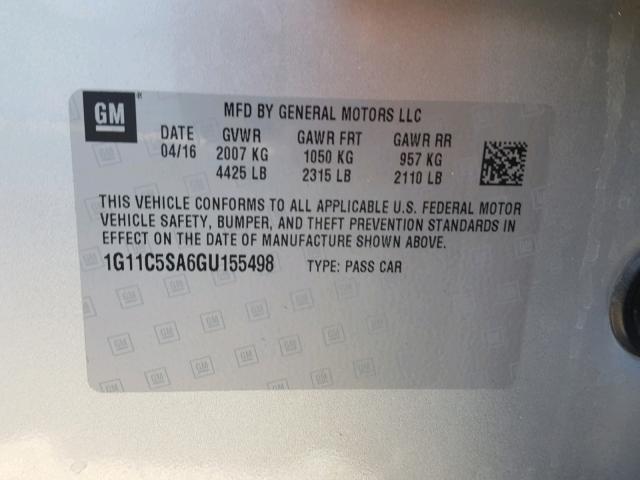 GM
MFD BY GENERAL MOTORS LLC
DATE GVWR GAWR FRT GAWR RR
04/16 2007 KG 1050 KG 957 KG
4425 LB 2315 LB 2110 LB
THIS VEHICLE CONFORMS TO ALL APPLICABLE U.S. FEDERAL MOTOR
VEHICLE SAFETY, BUMPER, AND THEFT PREVENTION STANDARDS IN
EFFECT ON THE DATE OF MANUFACTURE SHOWN ABOVE.
1G11C5SA6GU155498 TYPE: PASS CAR